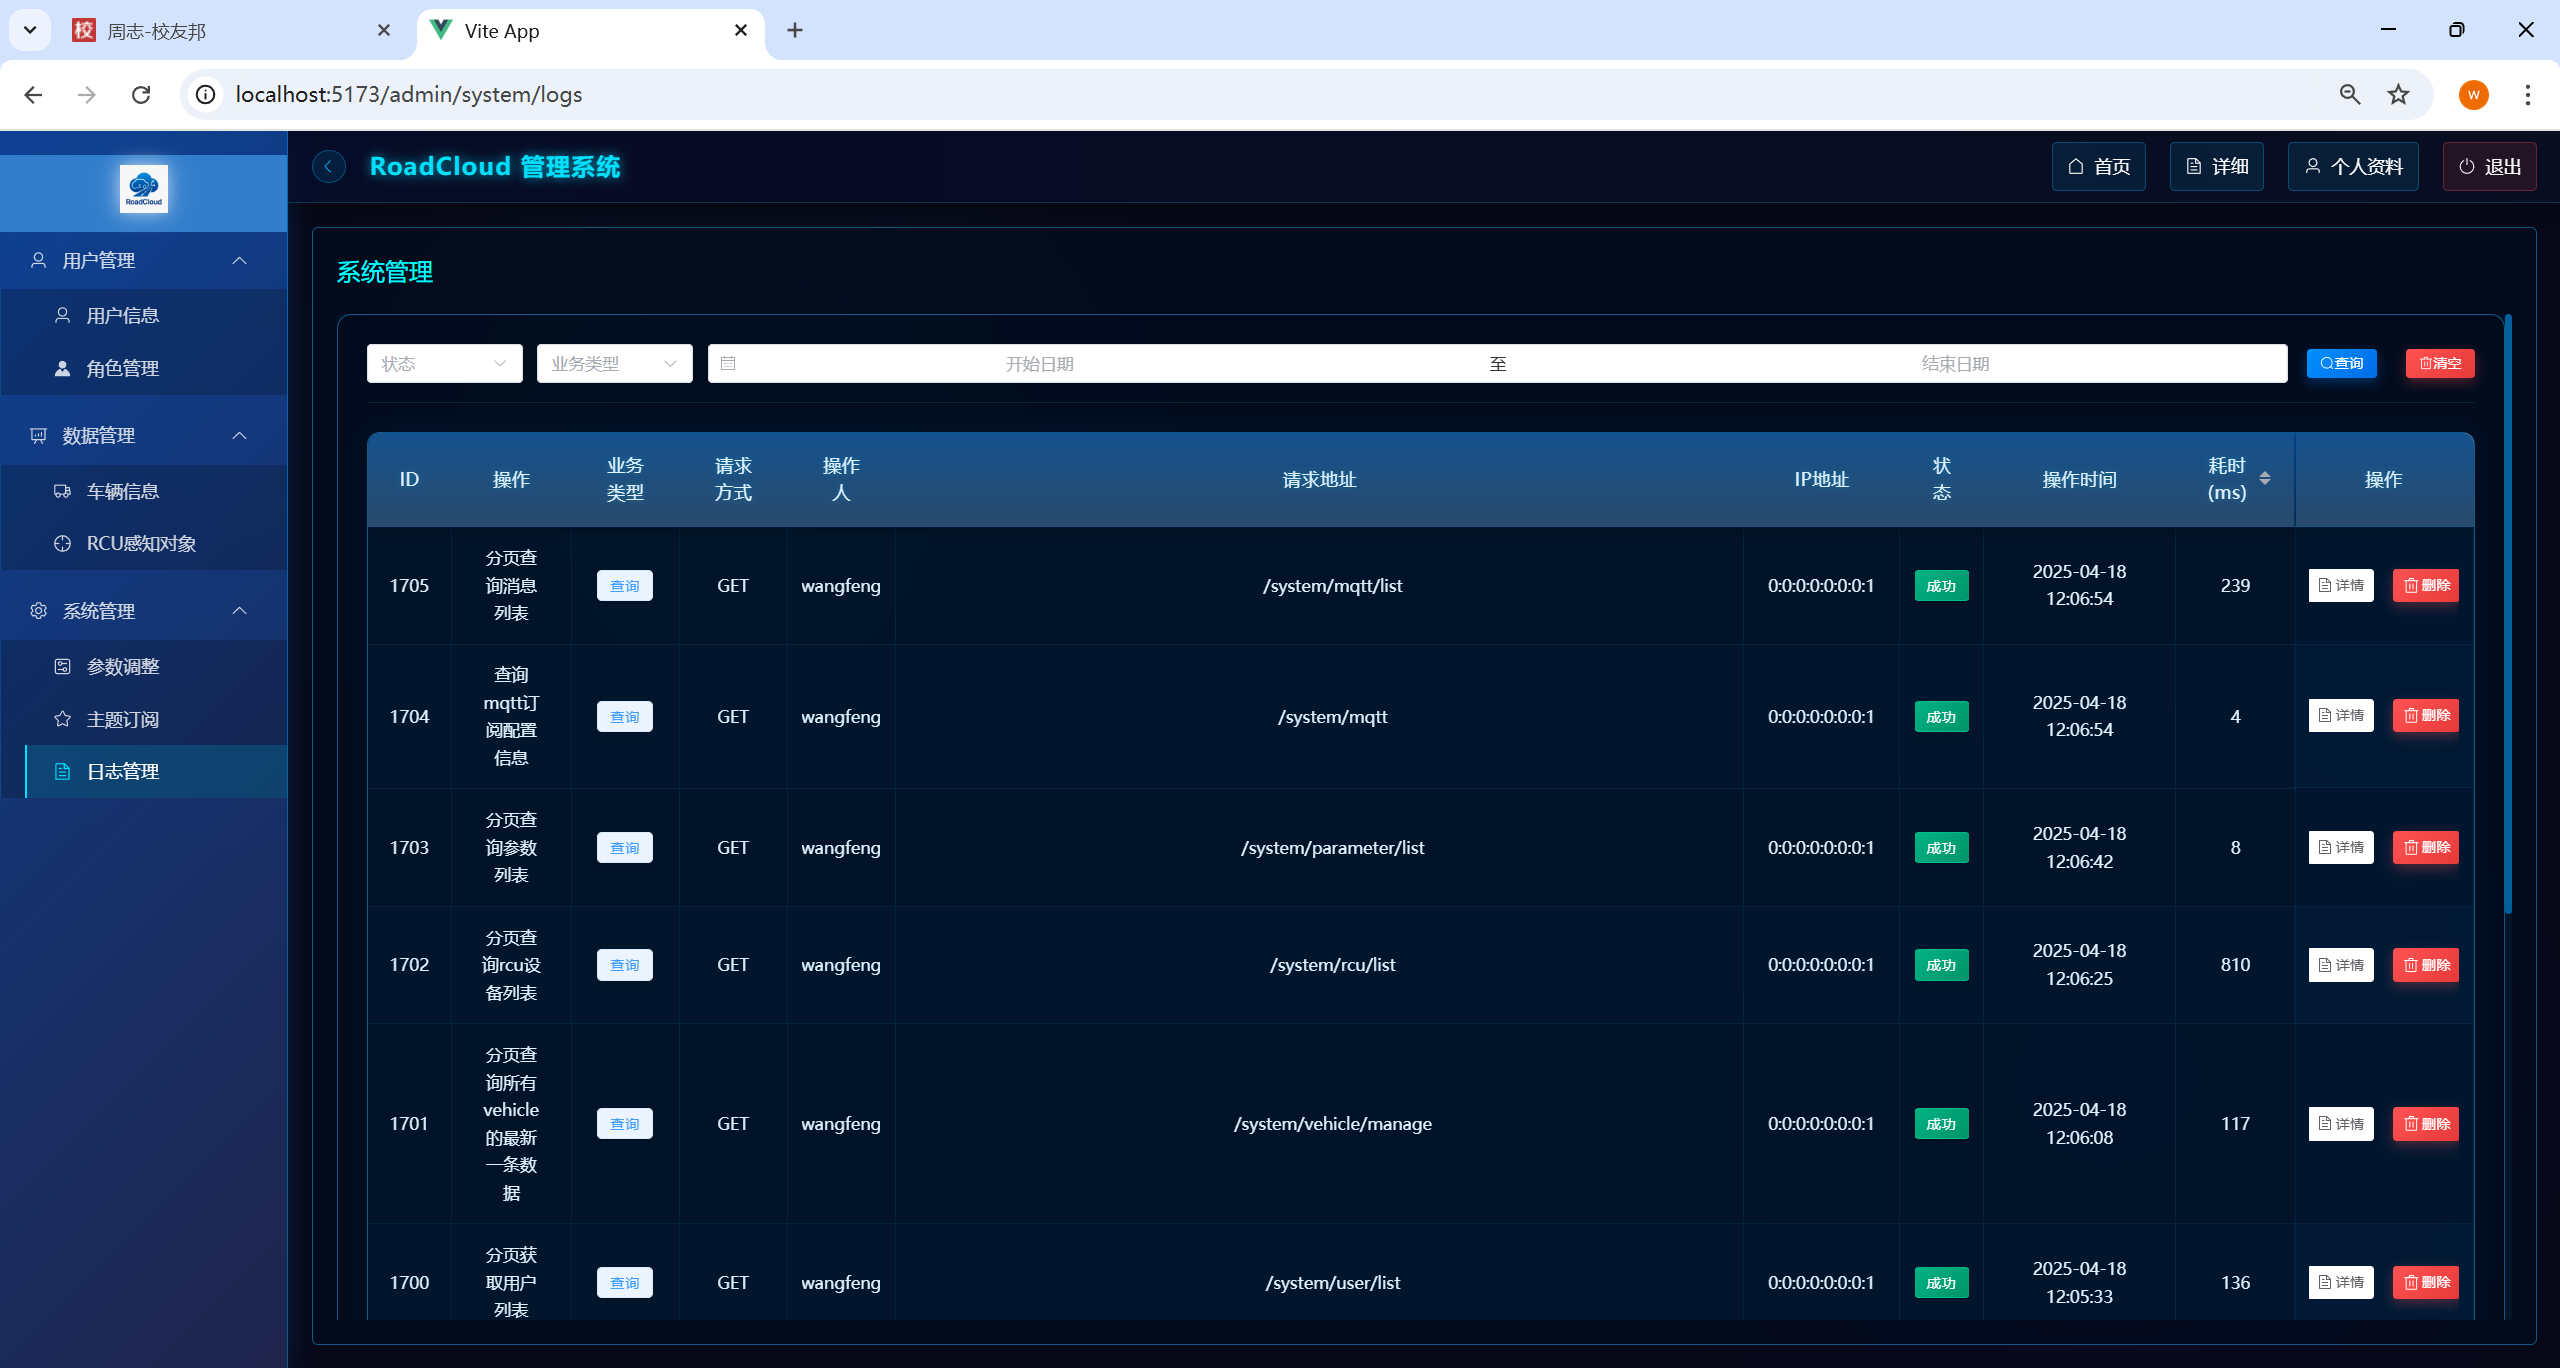 校 周志-校友邦
Vite App
localhost:5173/admin/system/logs
W
RoadCloud
RoadCloud 管理系统
首页
详细
个人资料
退出
用户管理
用户信息
角色管理
数据管理
车辆信息
RCU感知对象
系统管理
参数调整
主题订阅
日志管理
系统管理
状态 业务类型 开始日期 至 结束日期 查询 清空
ID 操作 业务类型 请求方式 操作人 请求地址 IP地址 状态 操作时间 耗时(ms) 操作
1705 分页查询消息列表 查询 GET wangfeng /system/mqtt/list 0:0:0:0:0:0:0:1 成功 2025-04-18 12:06:54 239 详情 删除
1704 查询mqtt订阅配置信息 查询 GET wangfeng /system/mqtt 0:0:0:0:0:0:0:1 成功 2025-04-18 12:06:54 4 详情 删除
1703 分页查询参数列表 查询 GET wangfeng /system/parameter/list 0:0:0:0:0:0:0:1 成功 2025-04-18 12:06:42 8 详情 删除
1702 分页查询rcu设备列表 查询 GET wangfeng /system/rcu/list 0:0:0:0:0:0:0:1 成功 2025-04-18 12:06:25 810 详情 删除
1701 分页查询所有vehicle的最新一条数据 查询 GET wangfeng /system/vehicle/manage 0:0:0:0:0:0:0:1 成功 2025-04-18 12:06:08 117 详情 删除
1700 分页获取用户列表 查询 GET wangfeng /system/user/list 0:0:0:0:0:0:0:1 成功 2025-04-18 12:05:33 136 详情 删除